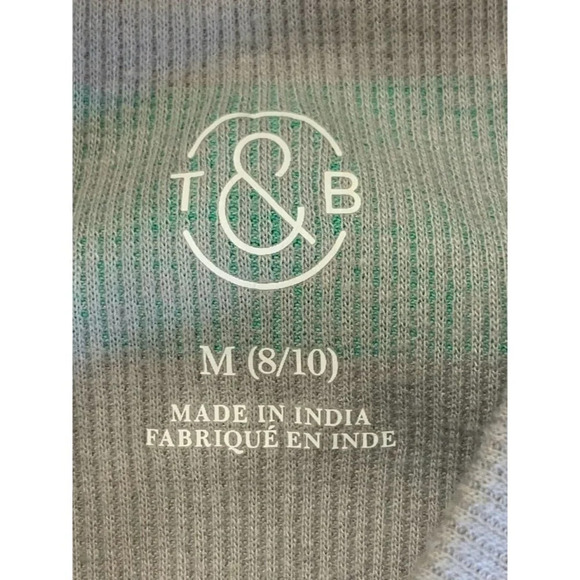 T & B
M (8/10)
MADE IN INDIA
FABRIQUÉ EN INDE